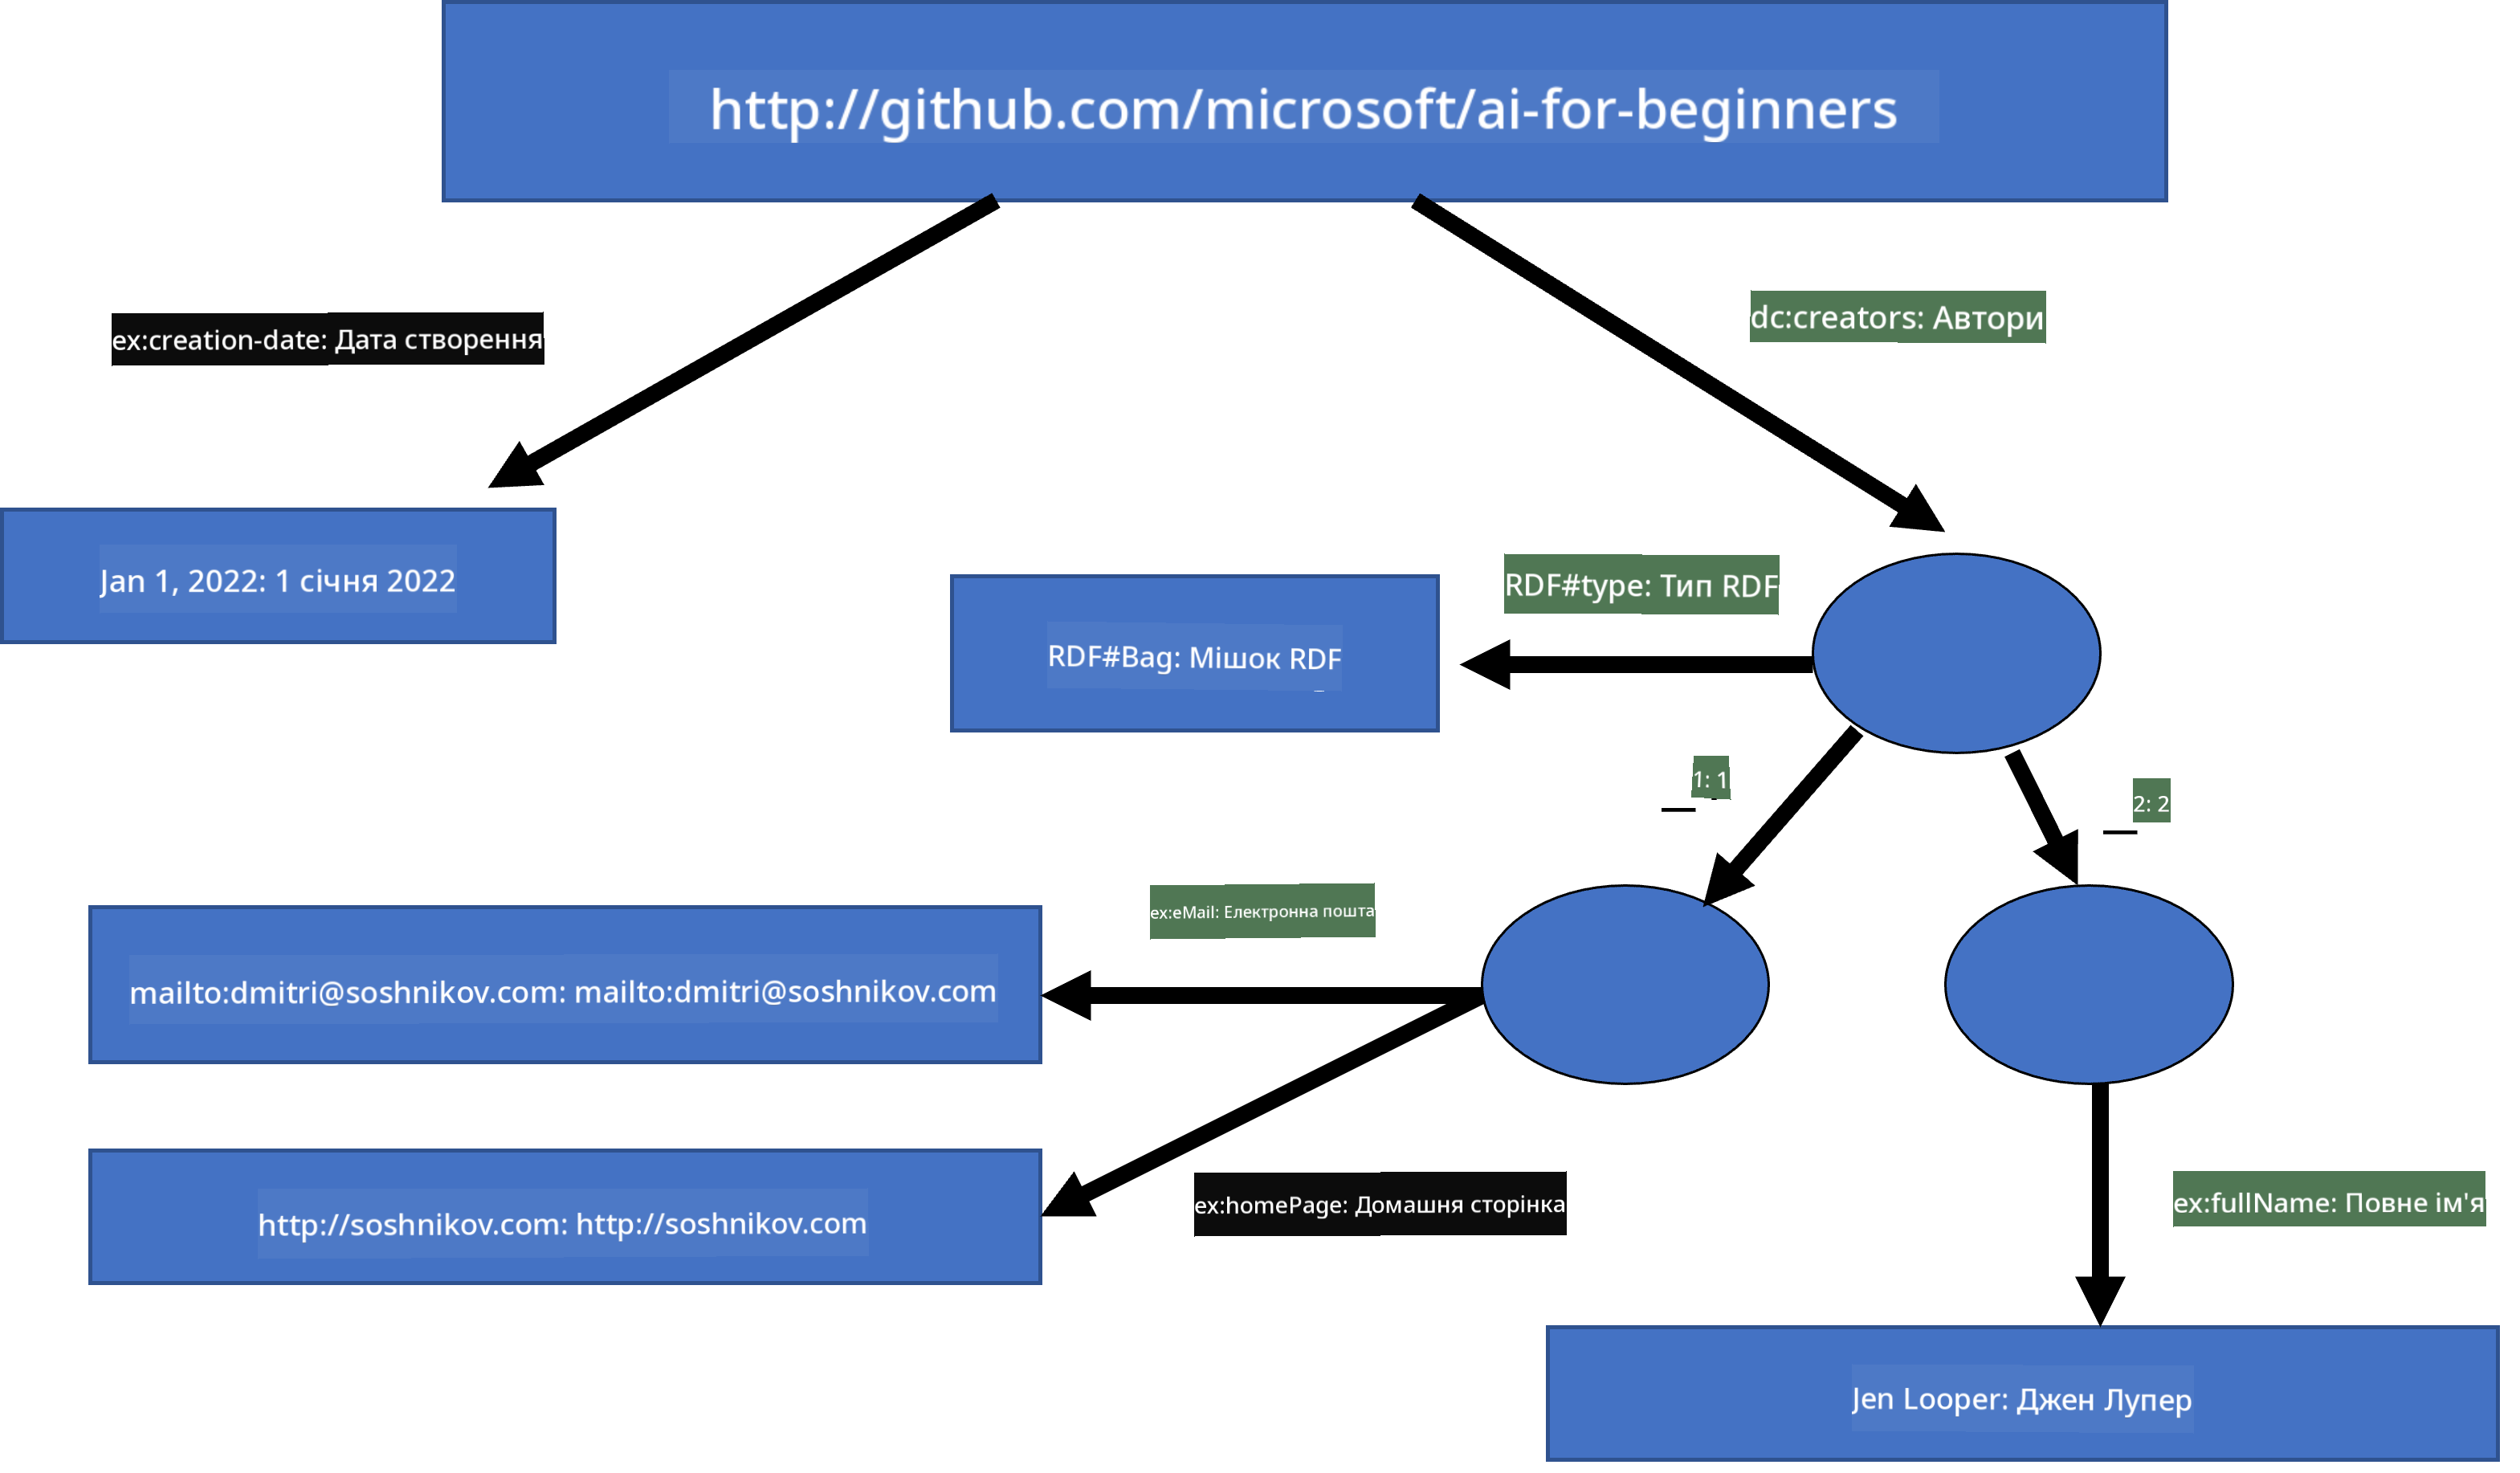 http://github.com/microsoft/ai-for-beginners
dc:creators: Автори
ex:creation-date: Дата створення
Jan 1, 2022: 1 січня 2022
RDF#type: Тип RDF
RDF#Bag: Мішок RDF
_1: 1
_2: 2
ex:eMail: Електронна пошта
mailto:dmitri@soshnikov.com: mailto:dmitri@soshnikov.com
ex:homePage: Домашня сторінка
ex:fullName: Повне ім'я
http://soshnikov.com: http://soshnikov.com
Jen Looper: Джен Лупер